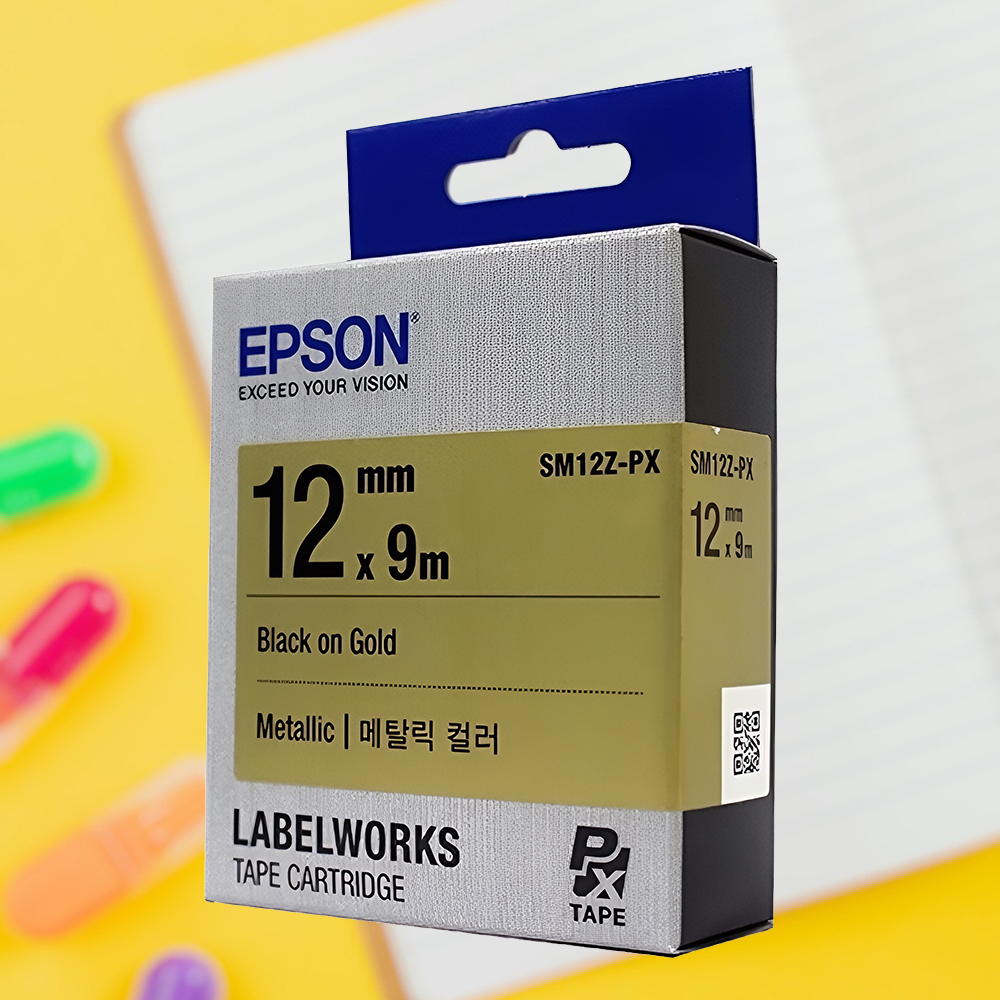 EPSON®
EXCEED YOUR VISION
12 mm x 9m
SM12Z-PX
Black on Gold
Metallic | 메탈릭 컬러
LABELWORKS
TAPE CARTRIDGE
Px
TAPE
SM12Z-PX
12 mm x 9m